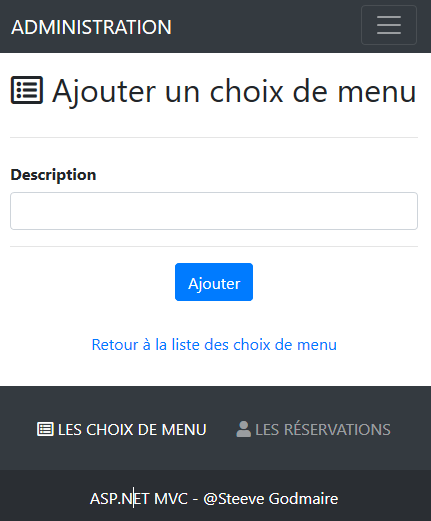 ADMINISTRATION
Ajouter un choix de menu
Description
Ajouter
Retour à la liste des choix de menu
LES CHOIX DE MENU LES RÉSERVATIONS
ASP.NET MVC - @Steeve Godmaire